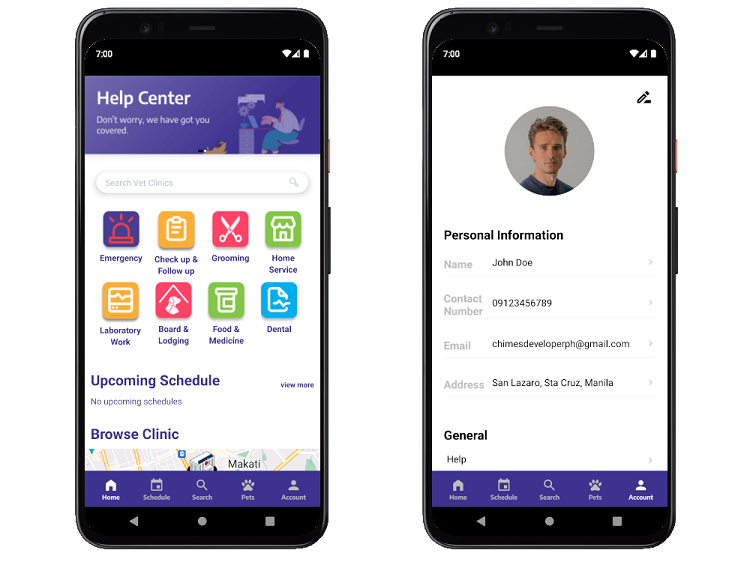 7:00
Help Center
Don't worry, we have got you
covered.
Search Vet Clinics
Emergency
Check up &
Follow up
Grooming
Home
Service
Laboratory
Work
Board &
Lodging
Food &
Medicine
Dental
Upcoming Schedule
view more
No upcoming schedules
Browse Clinic
Makati
Home
Schedule
Search
Pets
Account
7:00
Personal Information
Name
John Doe
Contact
Number
09123456789
Email
chimesdeveloperph@gmail.com
Address
San Lazaro, Sta Cruz, Manila
General
Help
Home
Schedule
Search
Pets
Account